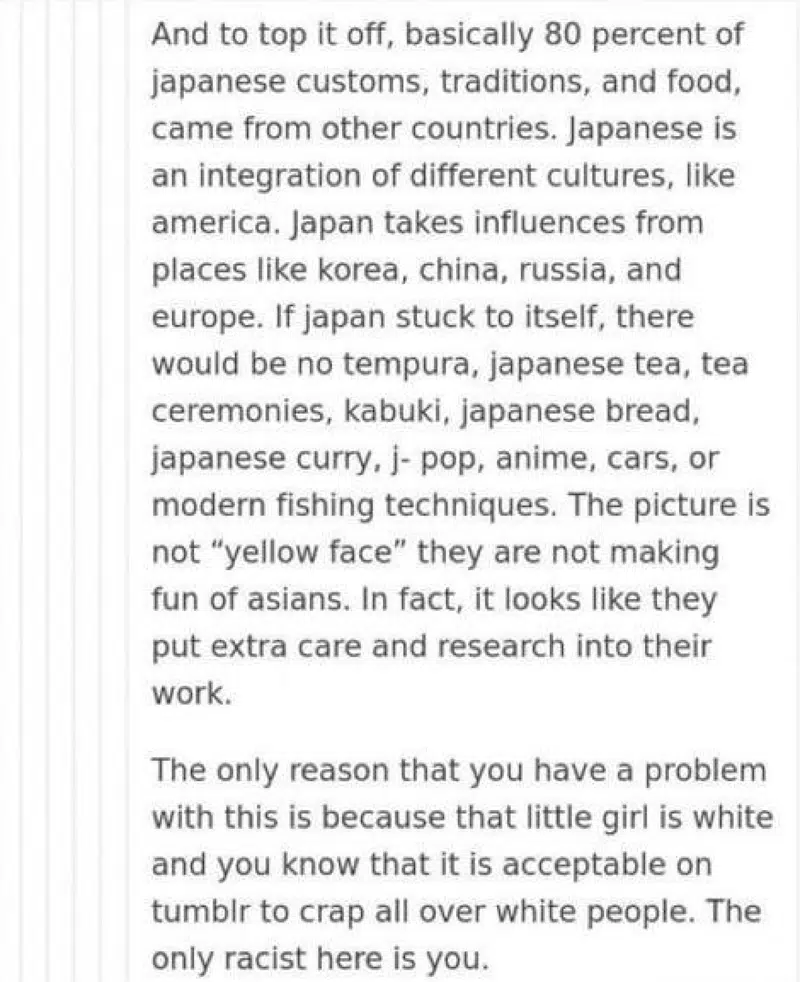 And to top it off, basically 80 percent of
japanese customs, traditions, and food,
came from other countries. Japanese is
an integration of different cultures, like
america. Japan takes influences from
places like korea, china, russia, and
europe. If japan stuck to itself, there
would be no tempura, japanese tea, tea
ceremonies, kabuki, japanese bread,
japanese curry, j- pop, anime, cars, or
modern fishing techniques. The picture is
not “yellow face” they are not making
fun of asians. In fact, it looks like they
put extra care and research into their
work.
The only reason that you have a problem
with this is because that little girl is white
and you know that it is acceptable on
tumblr to crap all over white people. The
only racist here is you.